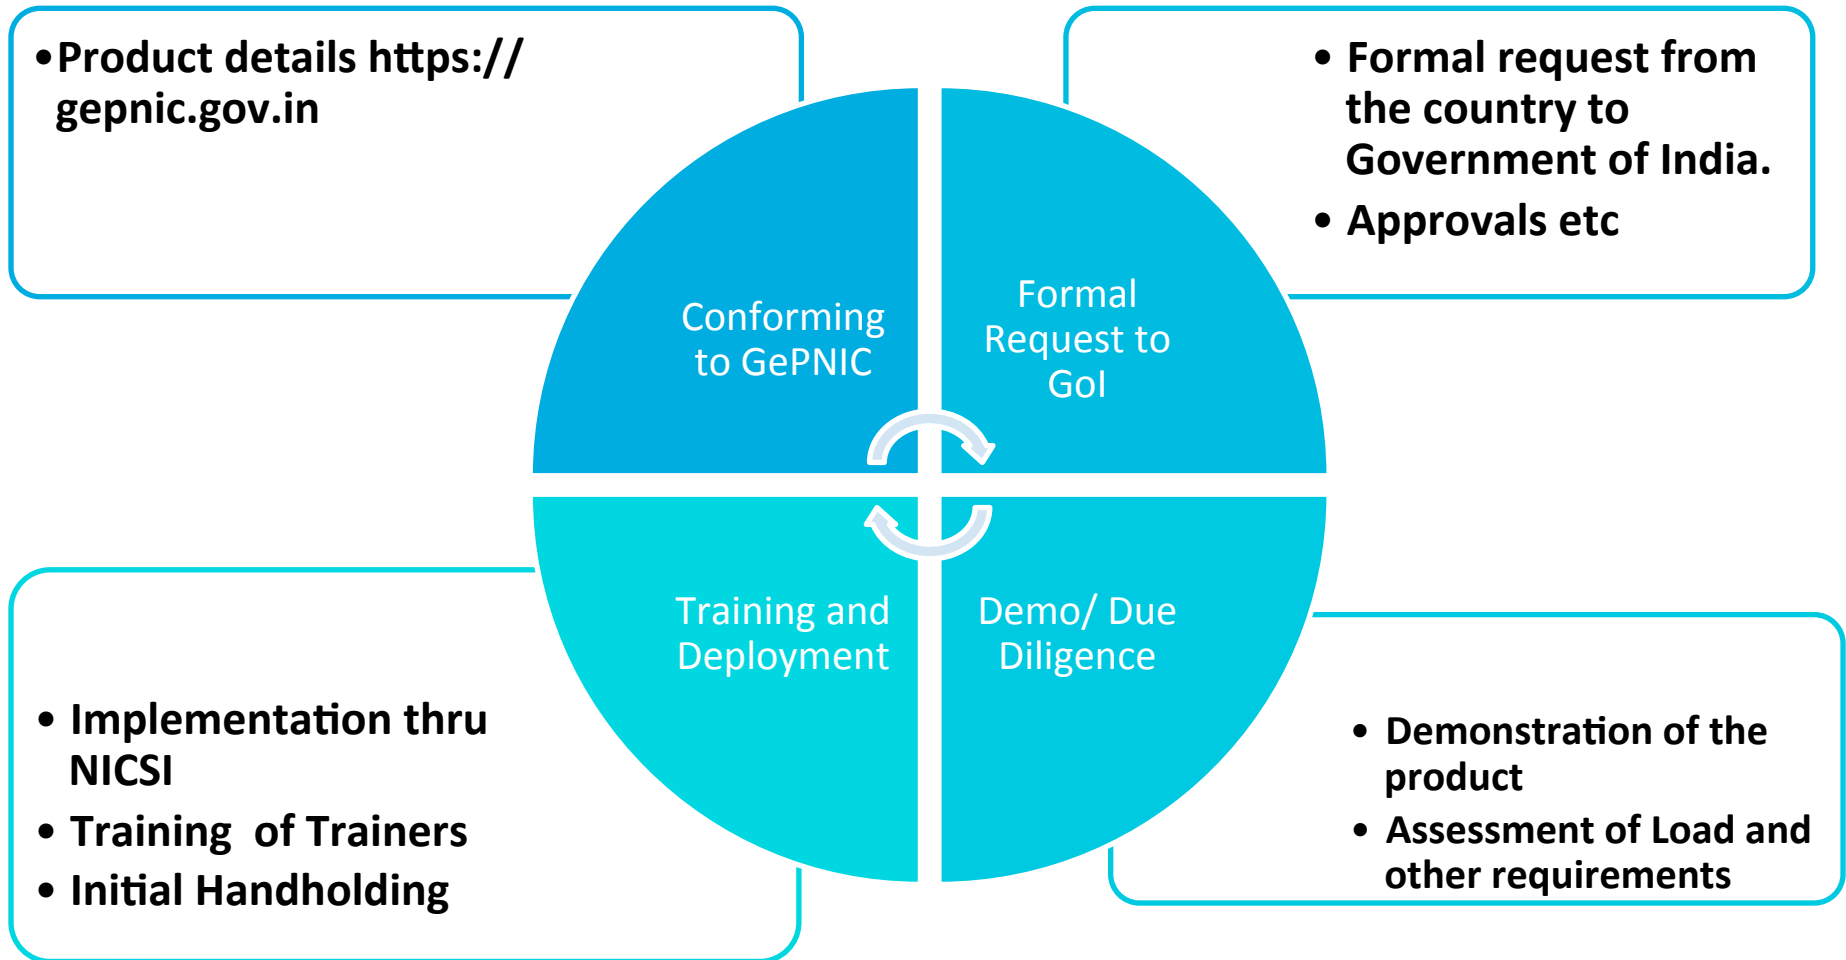 •Product details https://
gepnic.gov.in
• Formal request from
the country to
Government of India.
• Approvals etc
Conforming
to GePNIC
Formal
Request to
GoI
Training and
Deployment
Demo/ Due
Diligence
• Implementation thru
NICSI
• Training  of Trainers
• Initial Handholding
• Demonstration of the
product
• Assessment of Load and
other requirements